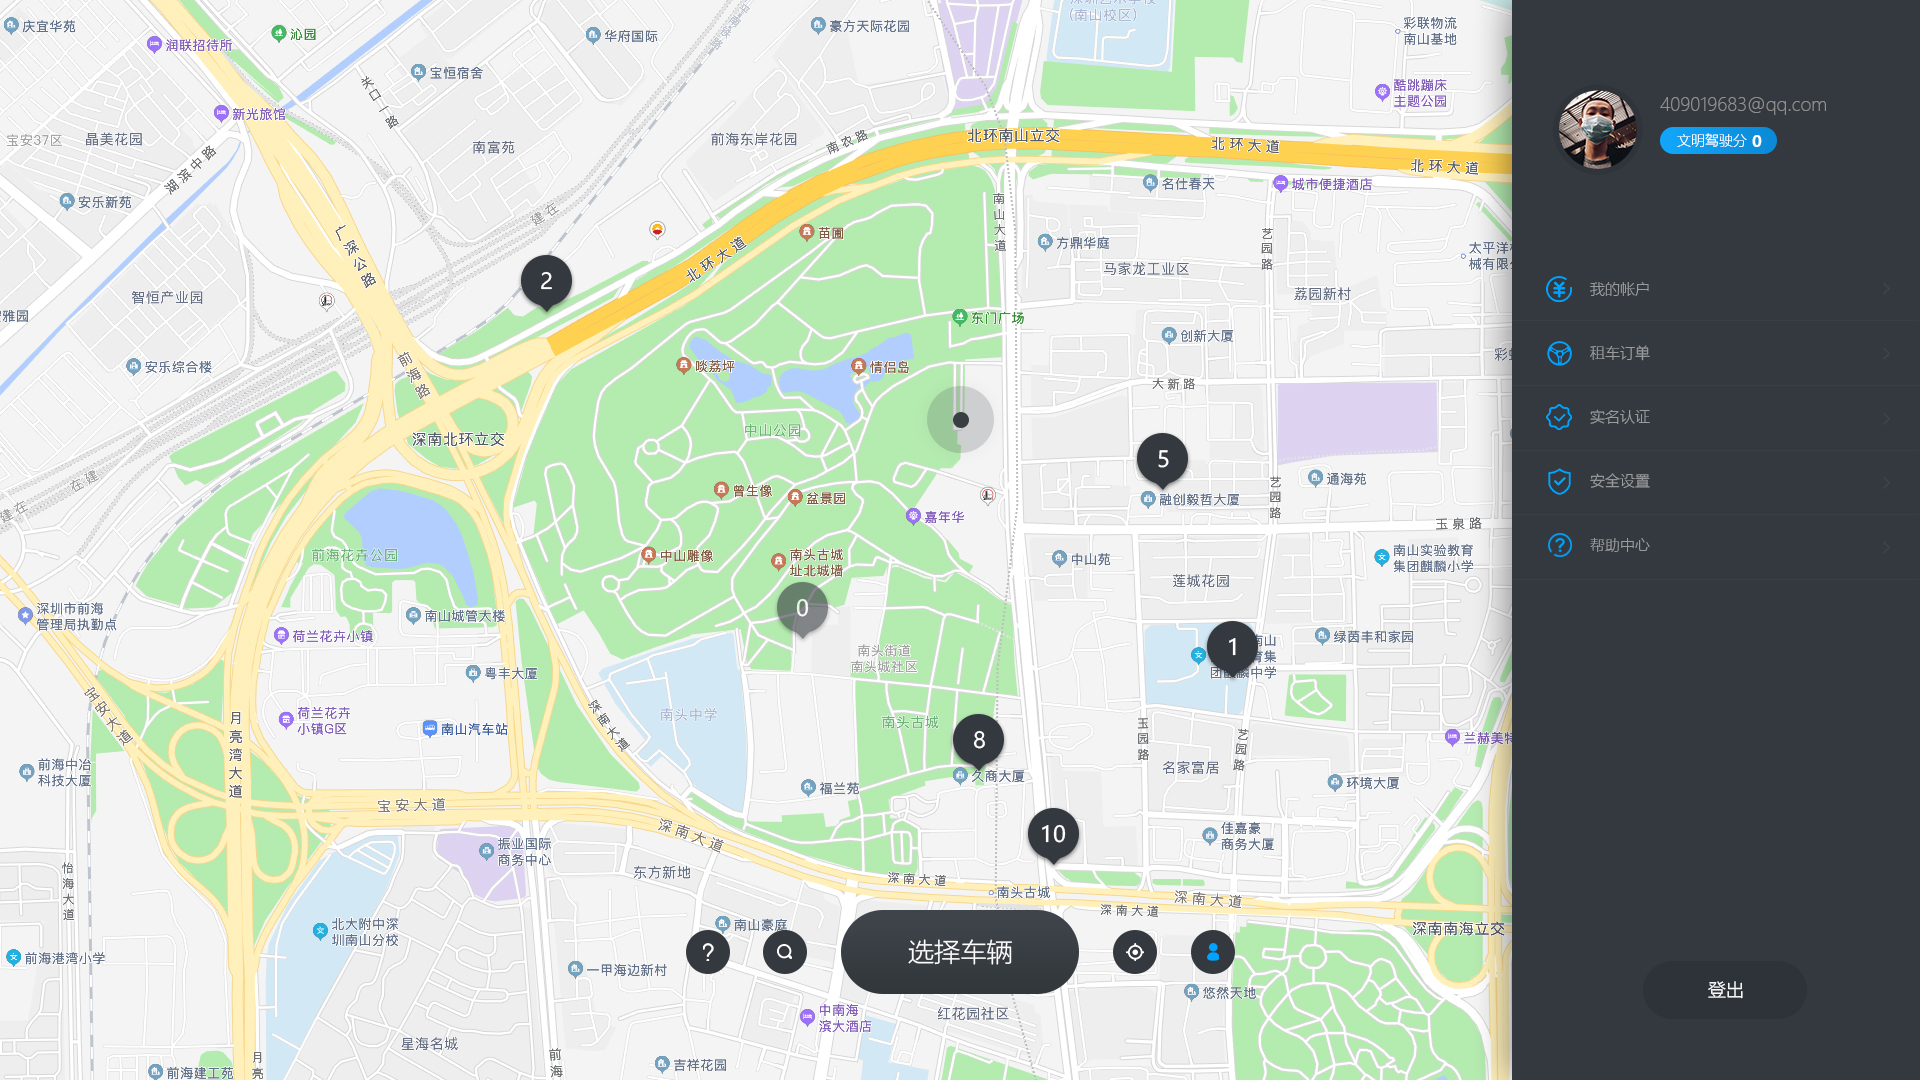 庆宜华苑
润联招待所
沁园
华府国际
豪方天际花园
(南山校区)
彩联物流
南山基地
宝恒宿舍
酷跳蹦床
主题公园
关口一路
新光旅馆
宝安37区
晶美花园
湖滨中路
南富苑
前海东岸花园
南农路
北环南山立交
北环大道
北环大道
安乐新苑
名仕春天
城市便捷酒店
南山大道
建在
广深公路
苗圃
北环大道
方鼎华庭
艺园路
太平洋
械有限
马家龙工业区
2
智恒产业园
荔园新村
雅园
东门广场
创新大厦
安乐综合楼
前海路
啖荔坪
情侣岛
大新路
中山公园
深南北环立交
5
在建
建在
曾生像
盆景园
融创毅哲大厦
通海苑
艺园路
嘉年华
玉泉路
前海花卉公园
中山雕像
南头古城
址北城墙
中山苑
南山实验教育
集团麒麟小学
莲城花园
深圳市前海
管理局执勤点
南山城管大楼
0
荷兰花卉小镇
绿茵丰和家园
1
南山
育集
团麒麟中学
南头街道
南头城社区
粤丰大厦
宝安大道
月亮湾大道
荷兰花卉
小镇G区
南山汽车站
深南大道
南头中学
南头古城
玉园路
艺园路
兰赫美特
8
久商大厦
名家富居
前海中冶
科技大厦
福兰苑
环境大厦
宝安大道
深南大道
10
佳嘉豪
商务大厦
振业国际
商务中心
东方新地
怡海大道
深南大道
南头古城
深南大道
深南大道
深南南海立交
北大附中深
圳南山分校
南山豪庭
?
选择车辆
前海港湾小学
一甲海边新村
悠然天地
中南海
滨大酒店
红花园社区
星海名城
前海
吉祥花园
月亮
前海建工苑
409019683@qq.com
文明驾驶分 0
我的帐户
租车订单
实名认证
安全设置
帮助中心
登出